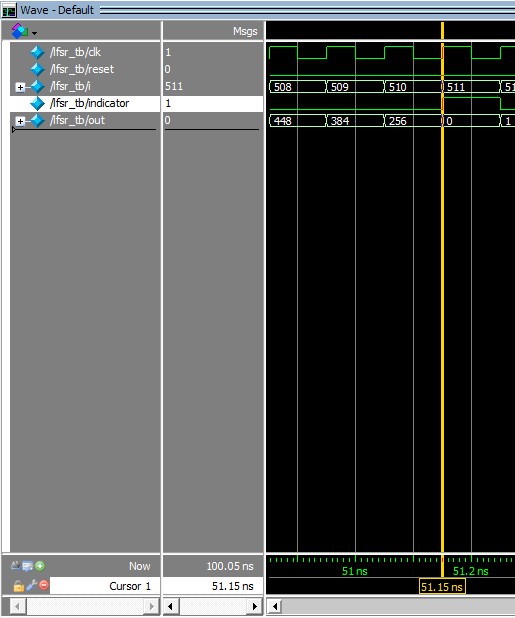 Wave - Default
Msgs
/lfsr_tb/clk 1
/lfsr_tb/reset 0
/lfsr_tb/i 511 508 509 510 511 51
/lfsr_tb/indicator 1
/lfsr_tb/out 0 448 384 256 0 1
Now 100.05 ns 51 ns 51.2 ns
Cursor 1 51.15 ns 51.15 ns